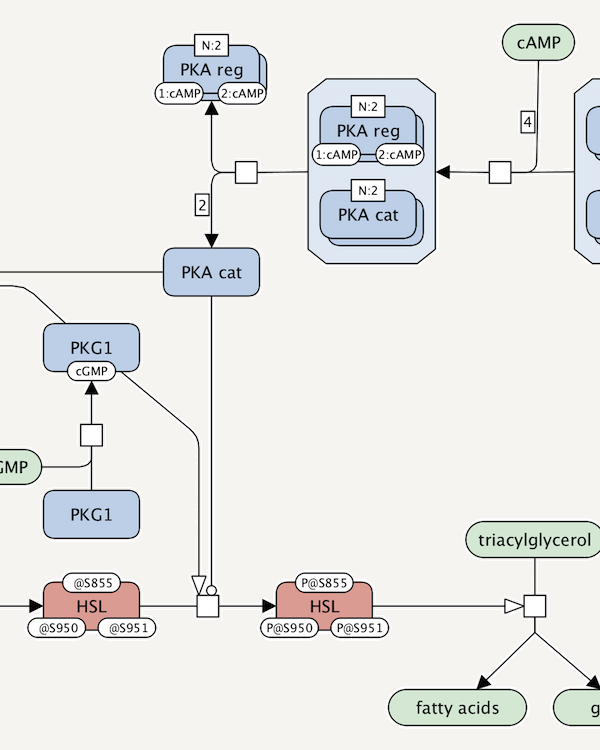 N:2
PKA reg
1:cAMP 2:cAMP
cAMP
N:2
PKA reg
1:cAMP 2:cAMP
4
2
N:2
PKA cat
PKA cat
PKG1
cGMP
GMP
PKG1
triacylglycerol
@S855
HSL
@S950 @S951
P@S855
HSL
P@S950 P@S951
fatty acids
g